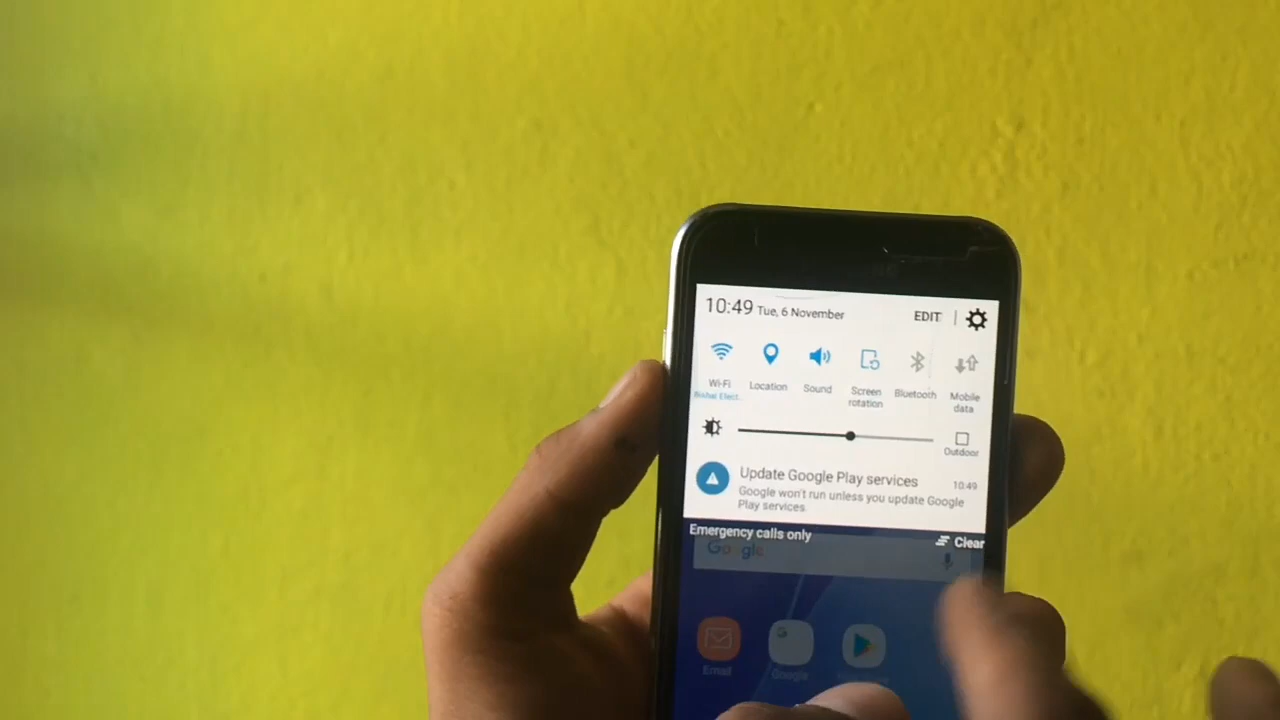 10:49 Tue, 6 November EDIT
Wi-Fi Location Sound Screen rotation Bluetooth Mobile data
Outdoor
Update Google Play services 10:49
Google won't run unless you update Google
Play services.
Emergency calls only Clear
Google
Email Google